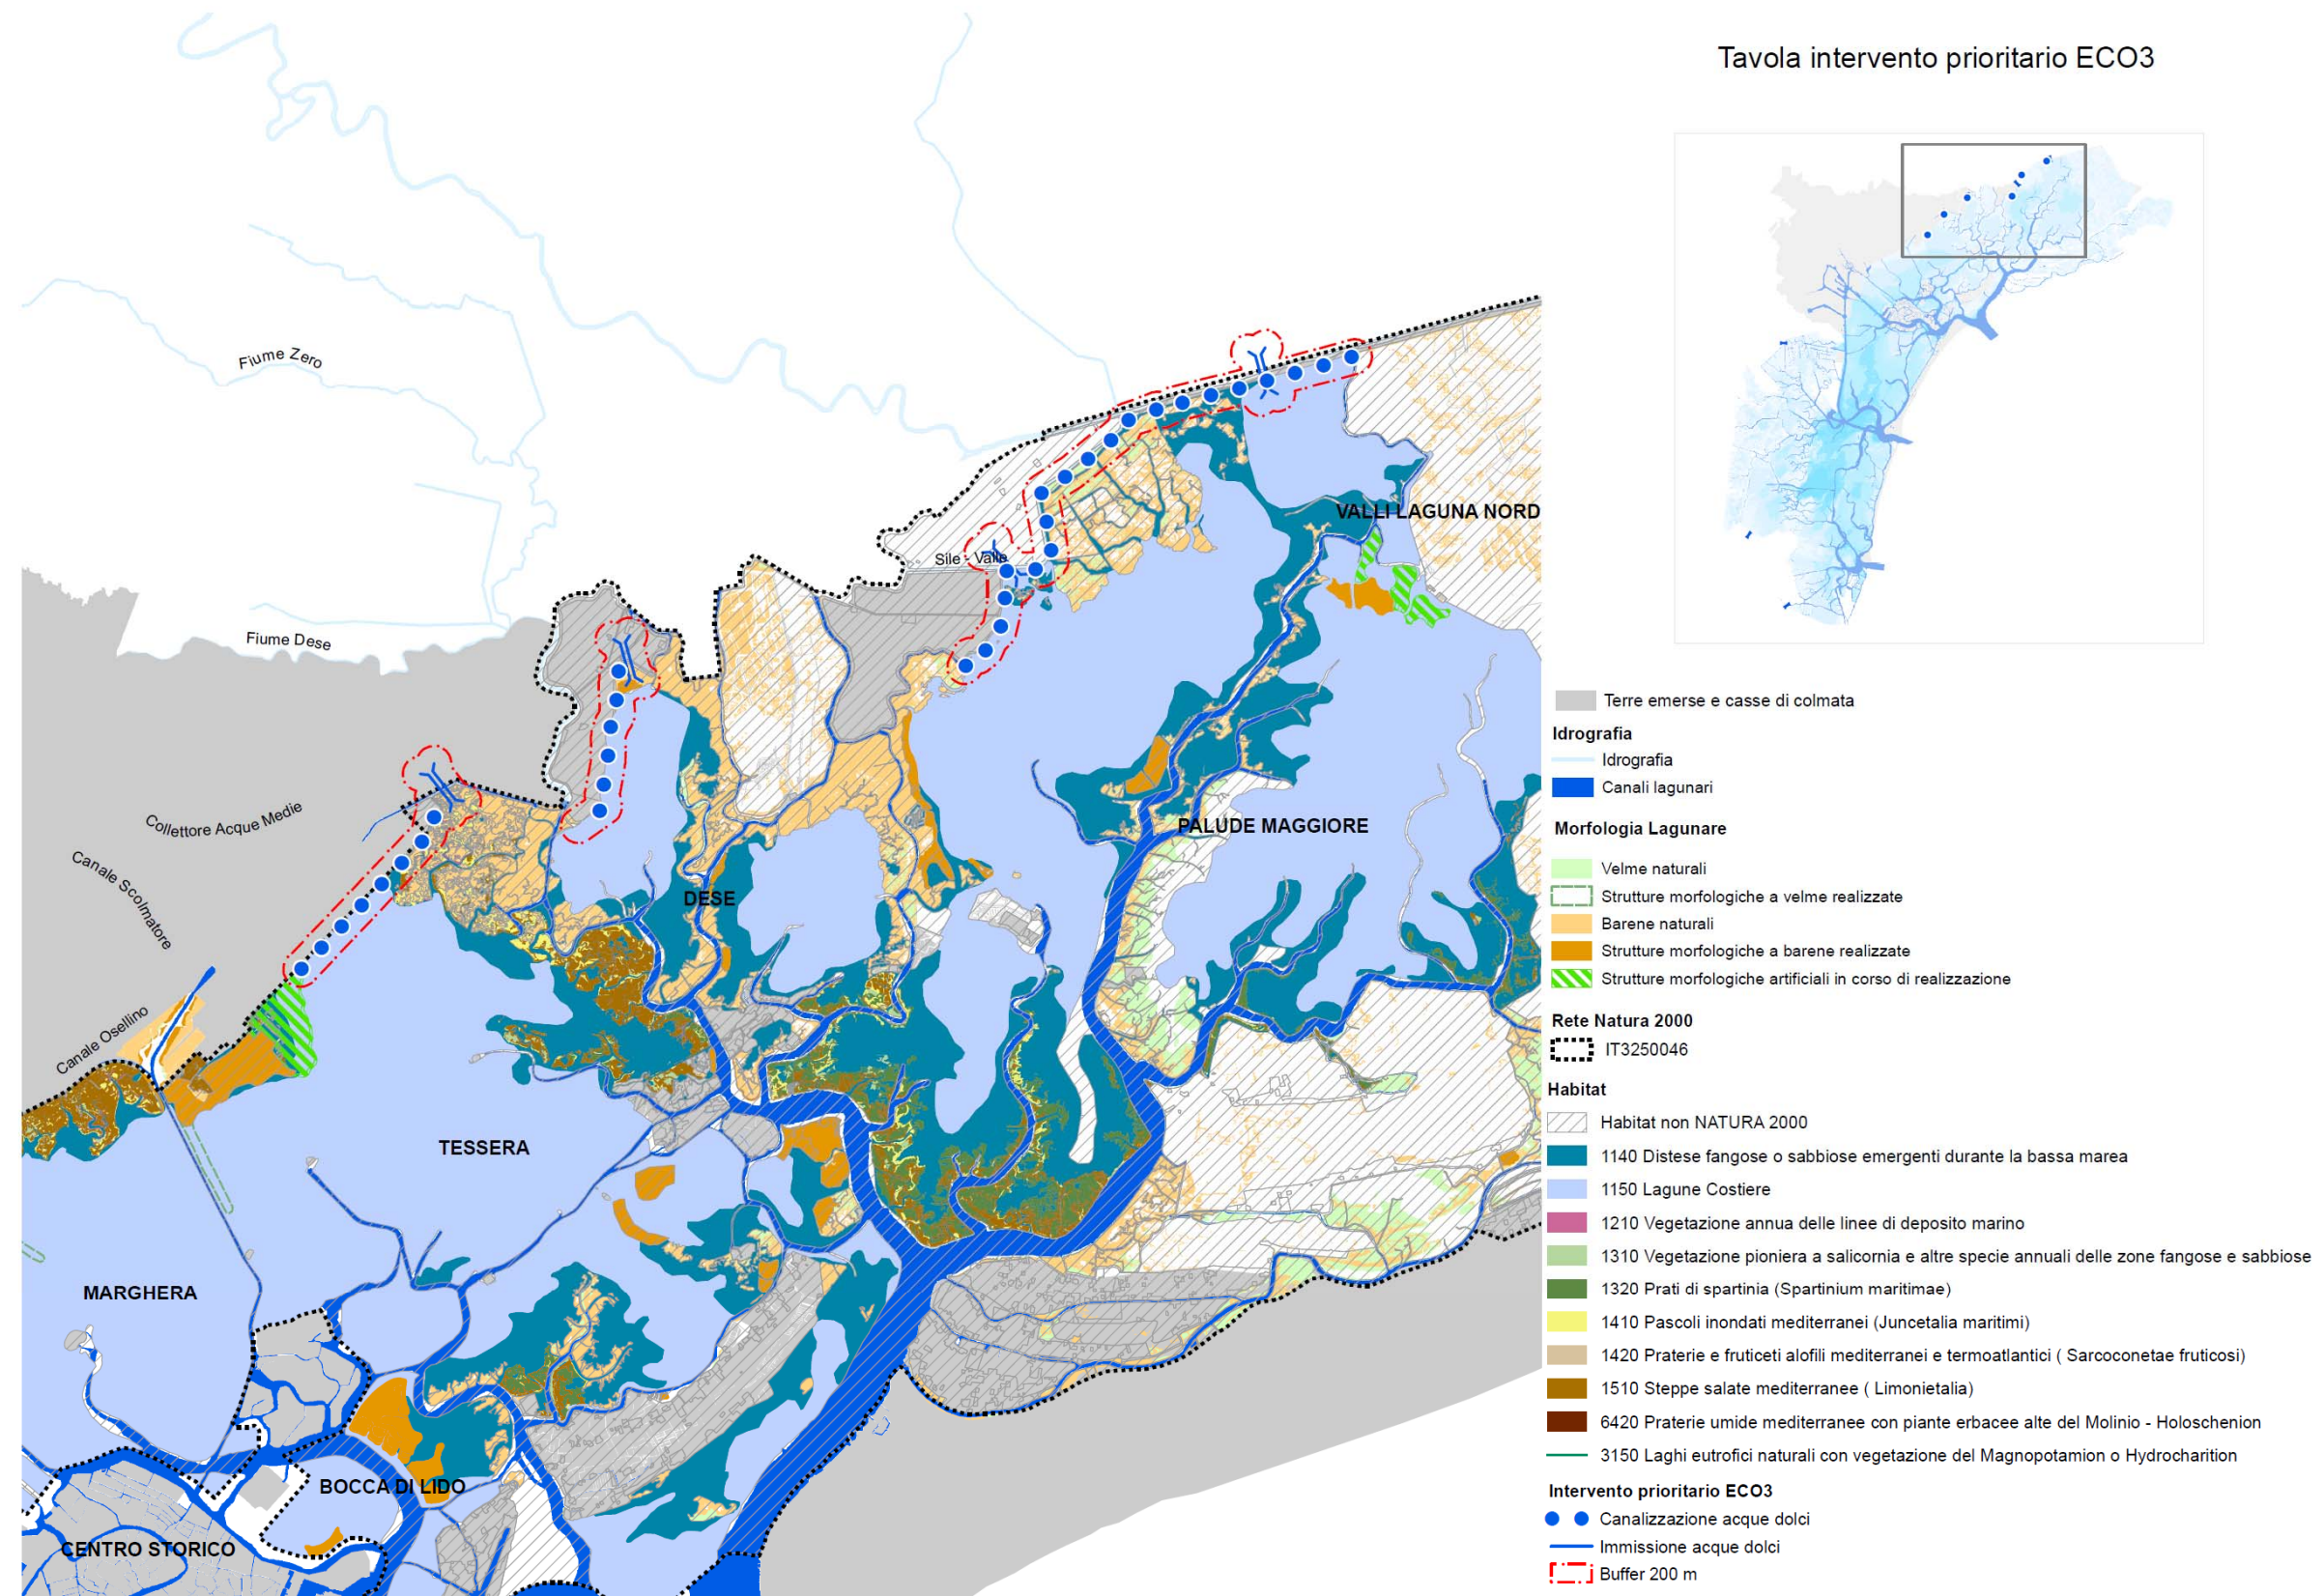 Tavola intervento prioritario ECO3
Fiume Zero
Fiume Dese
Sile - Valle
VALLI LAGUNA NORD
Collettore Acque Medie
Canale Scolmatore
Canale Osellino
PALUDE MAGGIORE
DESE
TESSERA
MARGHERA
BOCCA DI LIDO
CENTRO STORICO
Terre emerse e casse di colmata
Idrografia
Idrografia
Canali lagunari
Morfologia Lagunare
Velme naturali
Strutture morfologiche a velme realizzate
Barene naturali
Strutture morfologiche a barene realizzate
Strutture morfologiche artificiali in corso di realizzazione
Rete Natura 2000
IT3250046
Habitat
Habitat non NATURA 2000
1140 Distese fangose o sabbiose emergenti durante la bassa marea
1150 Lagune Costiere
1210 Vegetazione annua delle linee di deposito marino
1310 Vegetazione pioniera a salicornia e altre specie annuali delle zone fangose e sabbiose
1320 Prati di spartinia (Spartinium maritimae)
1410 Pascoli inondati mediterranei (Juncetalia maritimi)
1420 Praterie e fruticeti alofili mediterranei e termoatlantici ( Sarcoconetae fruticosi)
1510 Steppe salate mediterranee ( Limonietalia)
6420 Praterie umide mediterranee con piante erbacee alte del Molinio - Holoschenion
3150 Laghi eutrofici naturali con vegetazione del Magnopotamion o Hydrocharition
Intervento prioritario ECO3
Canalizzazione acque dolci
Immissione acque dolci
Buffer 200 m